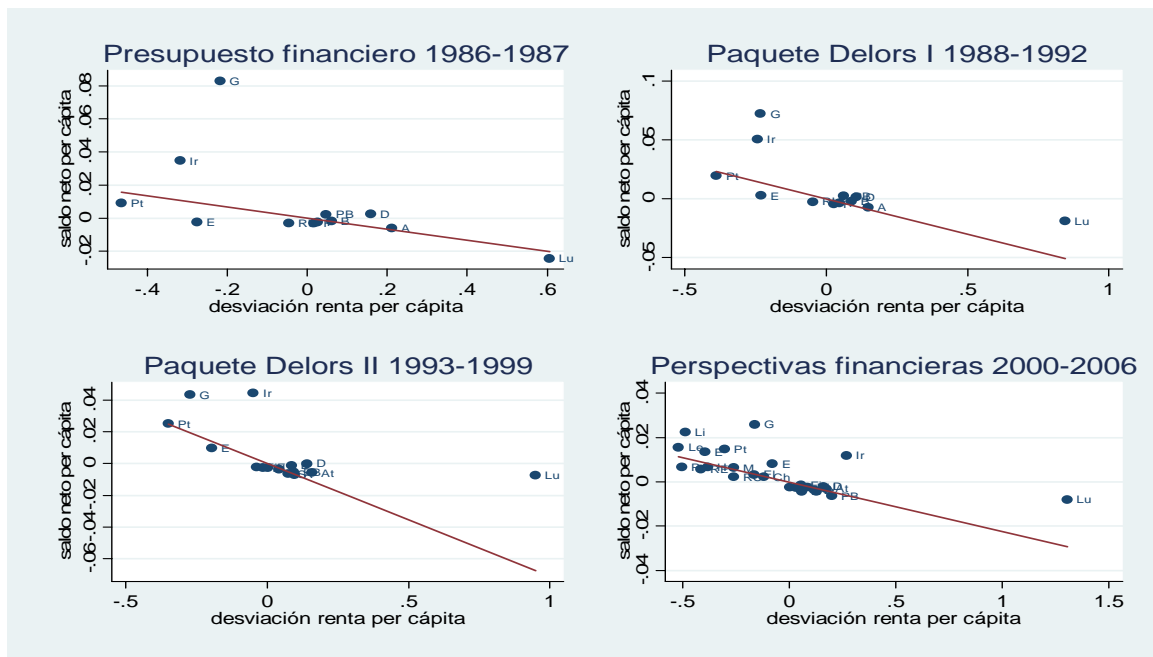 Presupuesto financiero 1986-1987
saldo neto per cápita
.08
.06
.04
.02
0
-.02
G
Ir
Pt
E
PB
D
B
A
Lu
-.4
-.2
0
.2
.4
.6
desviación renta per cápita
Paquete Delors I 1988-1992
saldo neto per cápita
.1
.05
0
-.05
G
Ir
Pt
E
D
A
Lu
-.5
0
.5
1
desviación renta per cápita
Paquete Delors II 1993-1999
saldo neto per cápita
.04
.02
0
-.02
-.04
-.06
G
Ir
Pt
E
D
At
Lu
-.5
0
.5
1
desviación renta per cápita
Perspectivas financieras 2000-2006
saldo neto per cápita
.04
.02
0
-.02
-.04
Li
G
Le
E
Pt
Ir
E
M
Ch
D
At
PB
Lu
-.5
0
.5
1
1.5
desviación renta per cápita